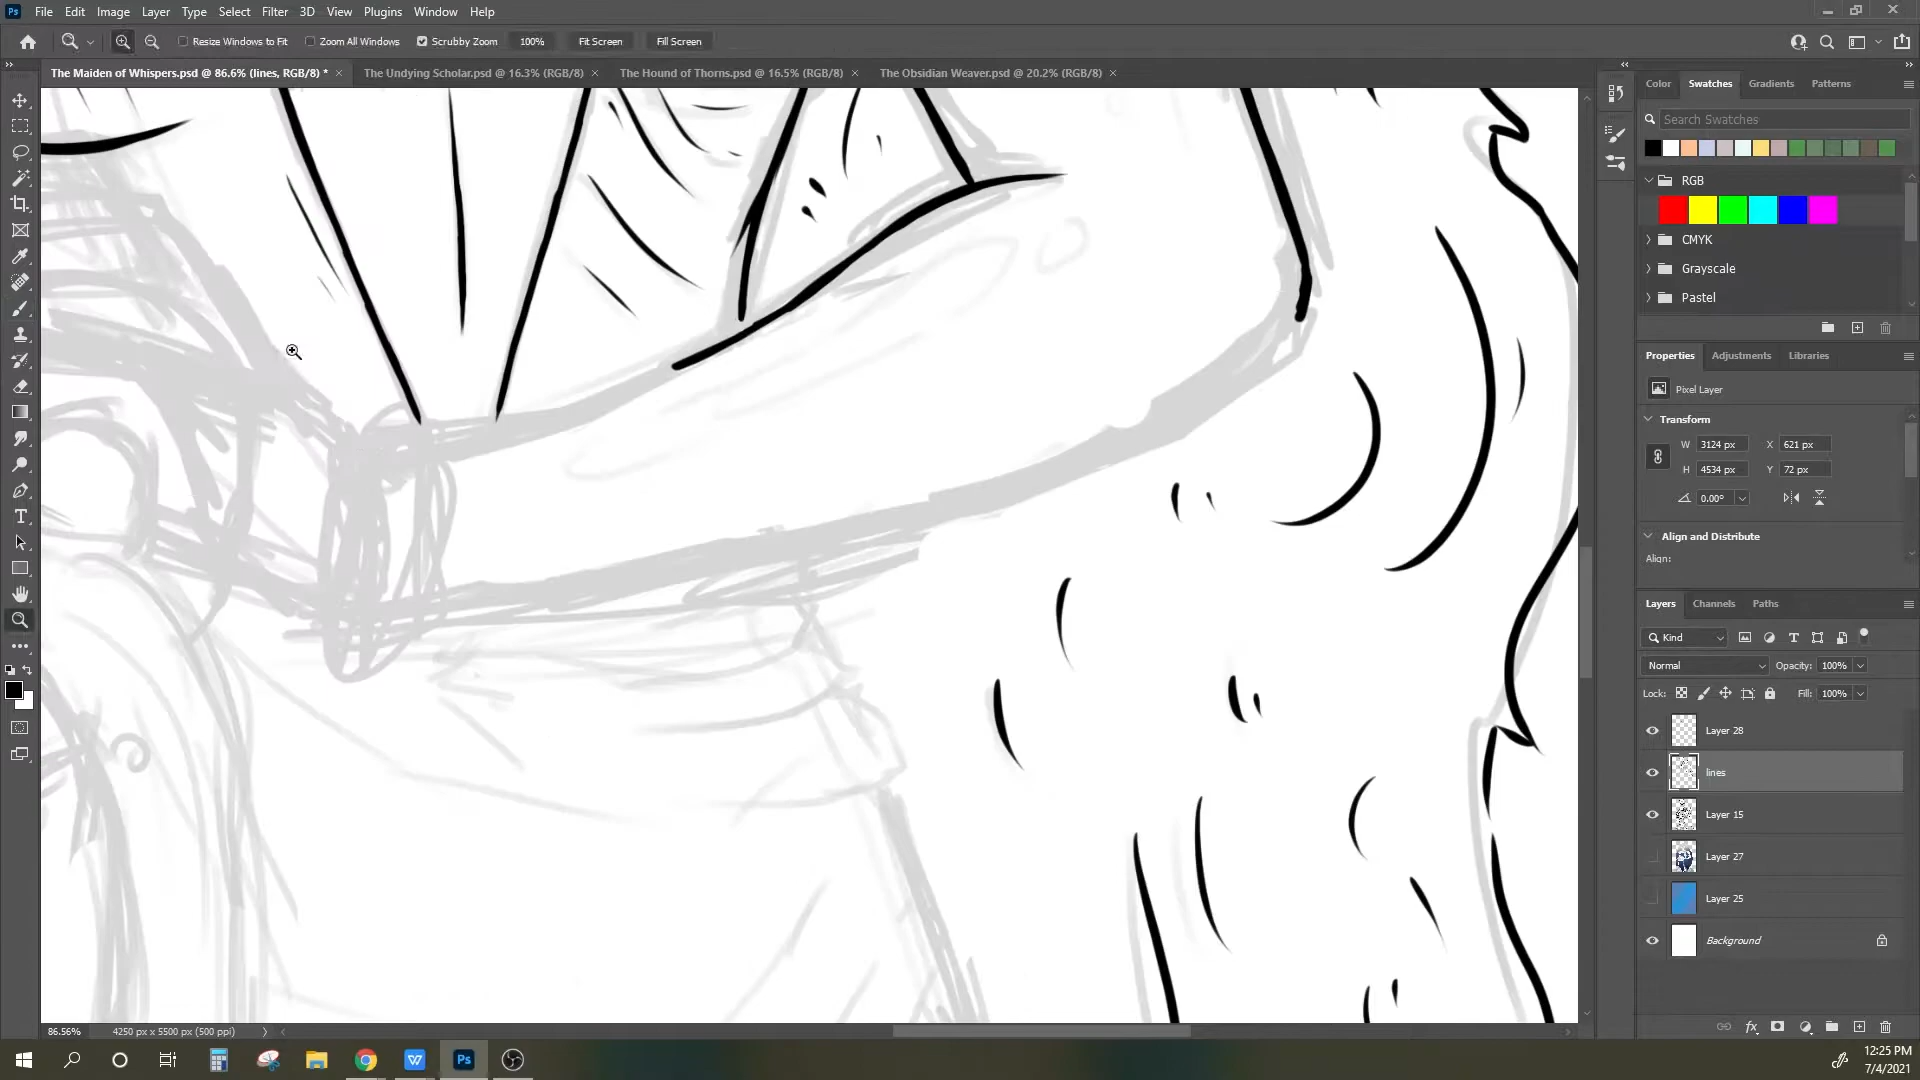 Ps File Edit Image Layer Type Select Filter 3D View Plugins Window Help
Resize Windows to Fit Zoom All Windows Scrubby Zoom 100% Fit Screen Fill Screen
The Maiden of Whispers.psd @ 86.6% (lines, RGB/8) * The Undying Scholar.psd @ 16.3% (RGB/8) The Hound of Thorns.psd @ 16.5% (RGB/8) The Obsidian Weaver.psd @ 20.2% (RGB/8)
Color Swatches Gradients Patterns
Search Swatches
RGB
CMYK
Grayscale
Pastel
Properties Adjustments Libraries
Pixel Layer
Transform
W 3124 px X 621 px
H 4534 px Y 72 px
0.00°
Align and Distribute
Align:
Layers Channels Paths
Kind
Normal Opacity: 100%
Lock: Fill: 100%
Layer 28
lines
Layer 15
Layer 27
Layer 25
Background
86.56% 4250 px x 5500 px (500 ppi)
Ps
12:25 PM
7/4/2021